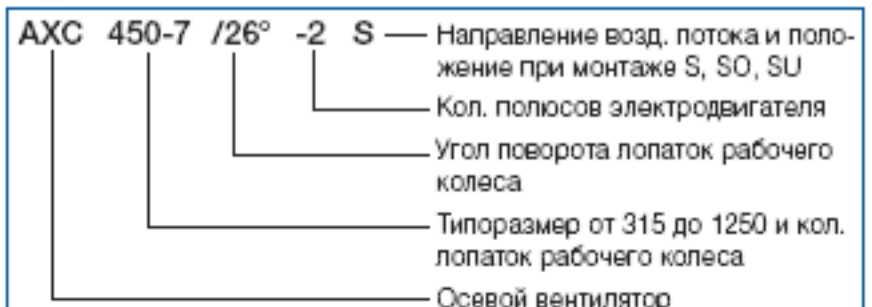 AXC 450-7 /26° -2 S
Направление возд. потока и поло-
жение при монтаже S, SO, SU
Кол. полюсов электродвигателя
Угол поворота лопаток рабочего
колеса
Типоразмер от 315 до 1250 и кол.
лопаток рабочего колеса
Осевой вентилятор